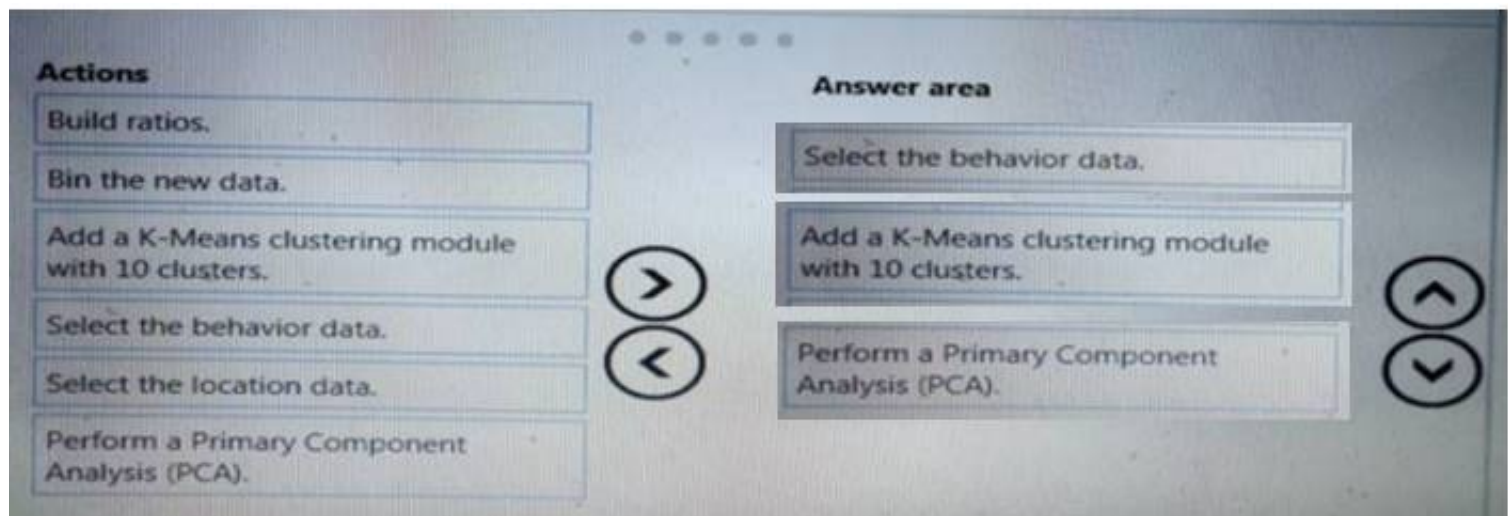 Actions
Build ratios.
Bin the new data.
Add a K-Means clustering module
with 10 clusters.
Select the behavior data.
Select the location data.
Perform a Primary Component
Analysis (PCA).
Answer area
Select the behavior data.
Add a K-Means clustering module
with 10 clusters.
Perform a Primary Component
Analysis (PCA).